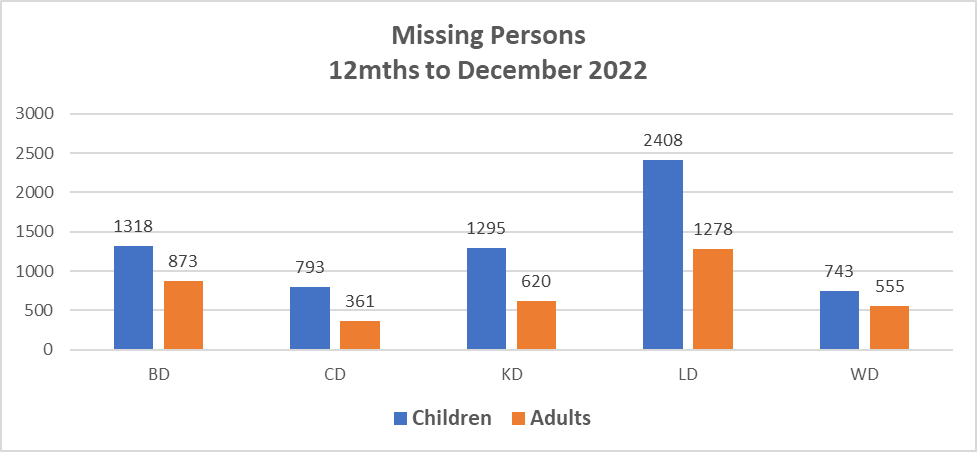 Missing Persons
12mths to December 2022
3000
2500
2000
1500
1000
500
0
1318
873
793
361
1295
620
2408
1278
743
555
BD
CD
KD
LD
WD
Children
Adults